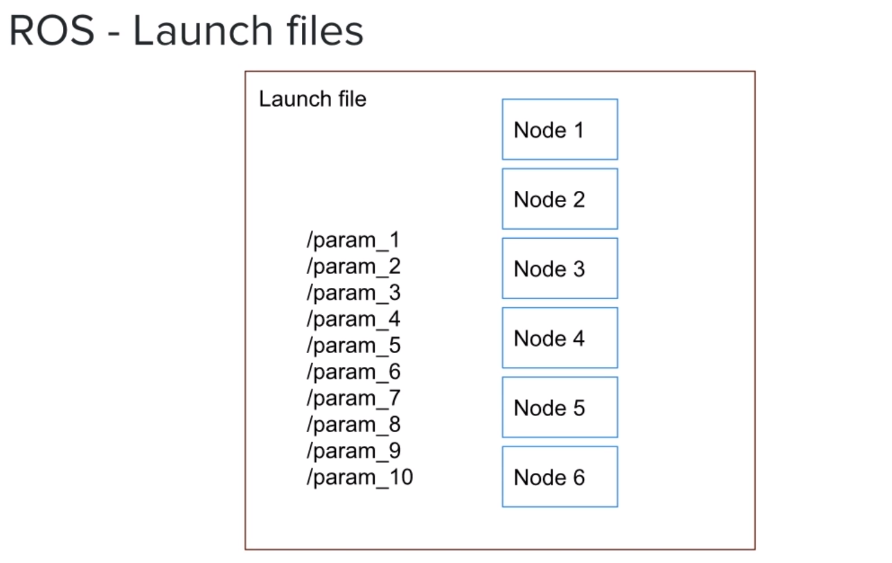 ROS - Launch files
Launch file
/param_1
/param_2
/param_3
/param_4
/param_5
/param_6
/param_7
/param_8
/param_9
/param_10
Node 1
Node 2
Node 3
Node 4
Node 5
Node 6